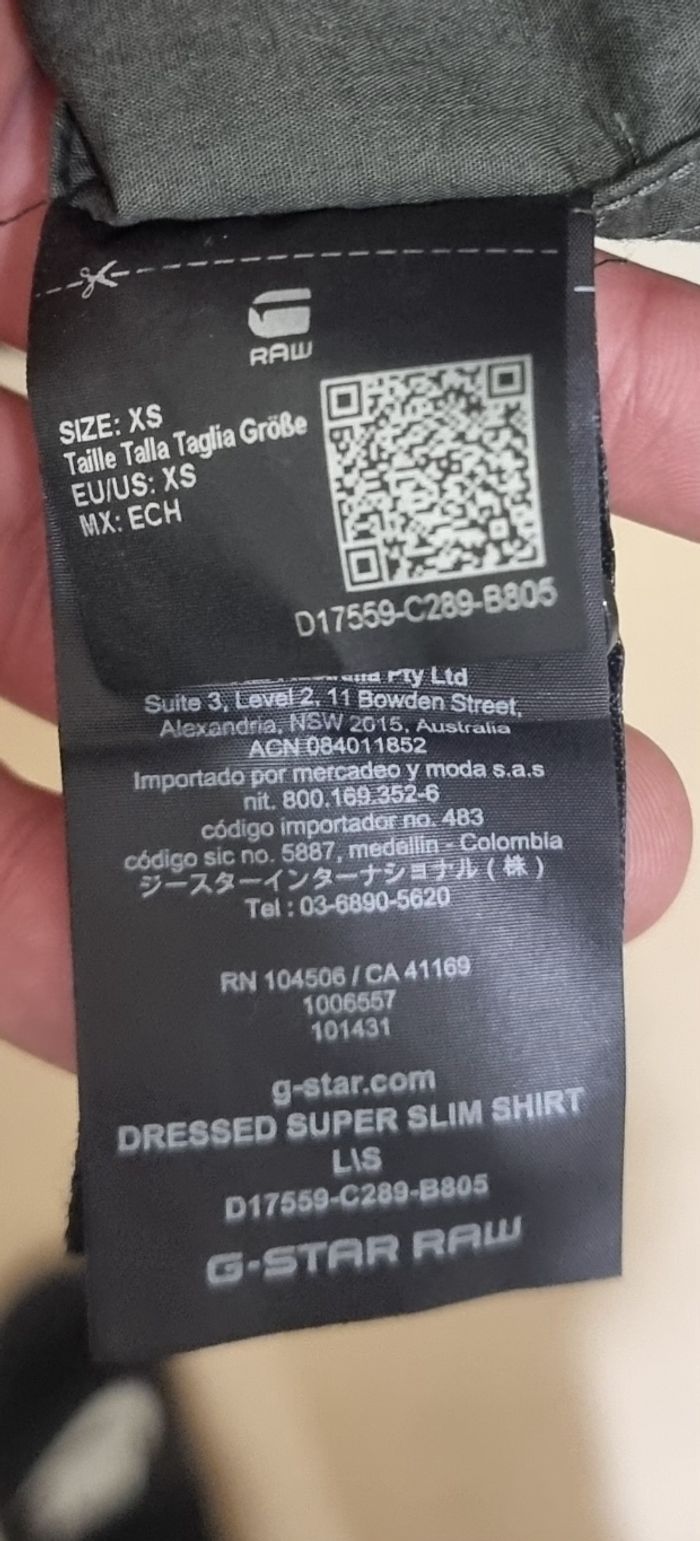 RAW
SIZE: XS
Taille Talla Taglia Größe
EU/US: XS
MX: ECH
D17559-C289-B805
Pty Ltd
Suite 3, Level 2, 11 Bowden Street,
Alexandria, NSW 2015, Australia
ACN 084011852
Importado por mercadeo y moda s.a.s
nit. 800.169.352-6
código importador no. 483
código sic no. 5887, medellin - Colombia
ジースターインターナショナル(株)
Tel : 03-6890-5620
RN 104506 / CA 41169
1006557
101431
g-star.com
DRESSED SUPER SLIM SHIRT
L\S
D17559-C289-B805
G-STAR RAW